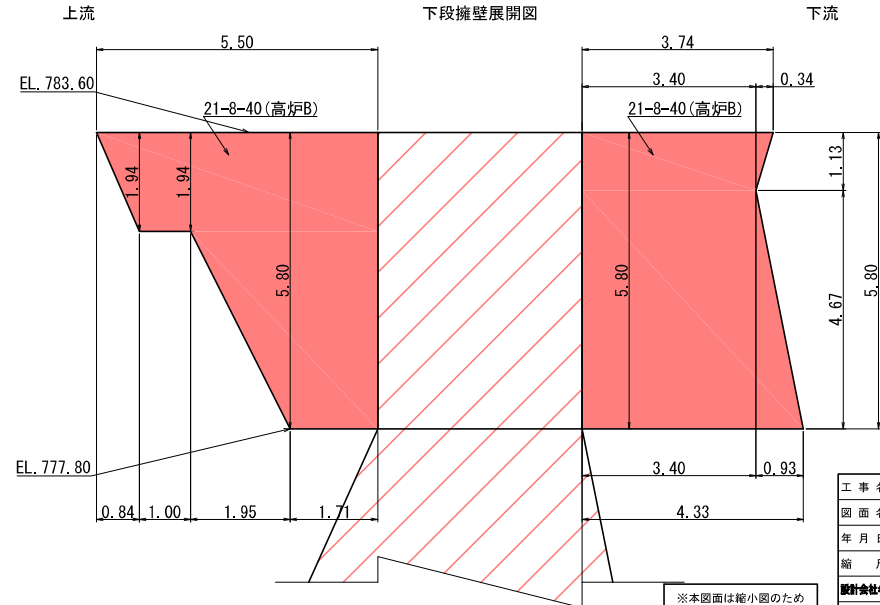 上流
下段擁壁展開図
下流
5.50
3.74
3.40
0.34
EL.783.60
21-8-40(高炉B)
21-8-40(高炉B)
1.94
1.94
1.13
5.80
5.80
4.67
5.80
EL.777.80
3.40
0.93
0.84
1.00
1.95
1.71
4.33
工事
図面
年月
縮
設計会社
※本図面は縮小図のため